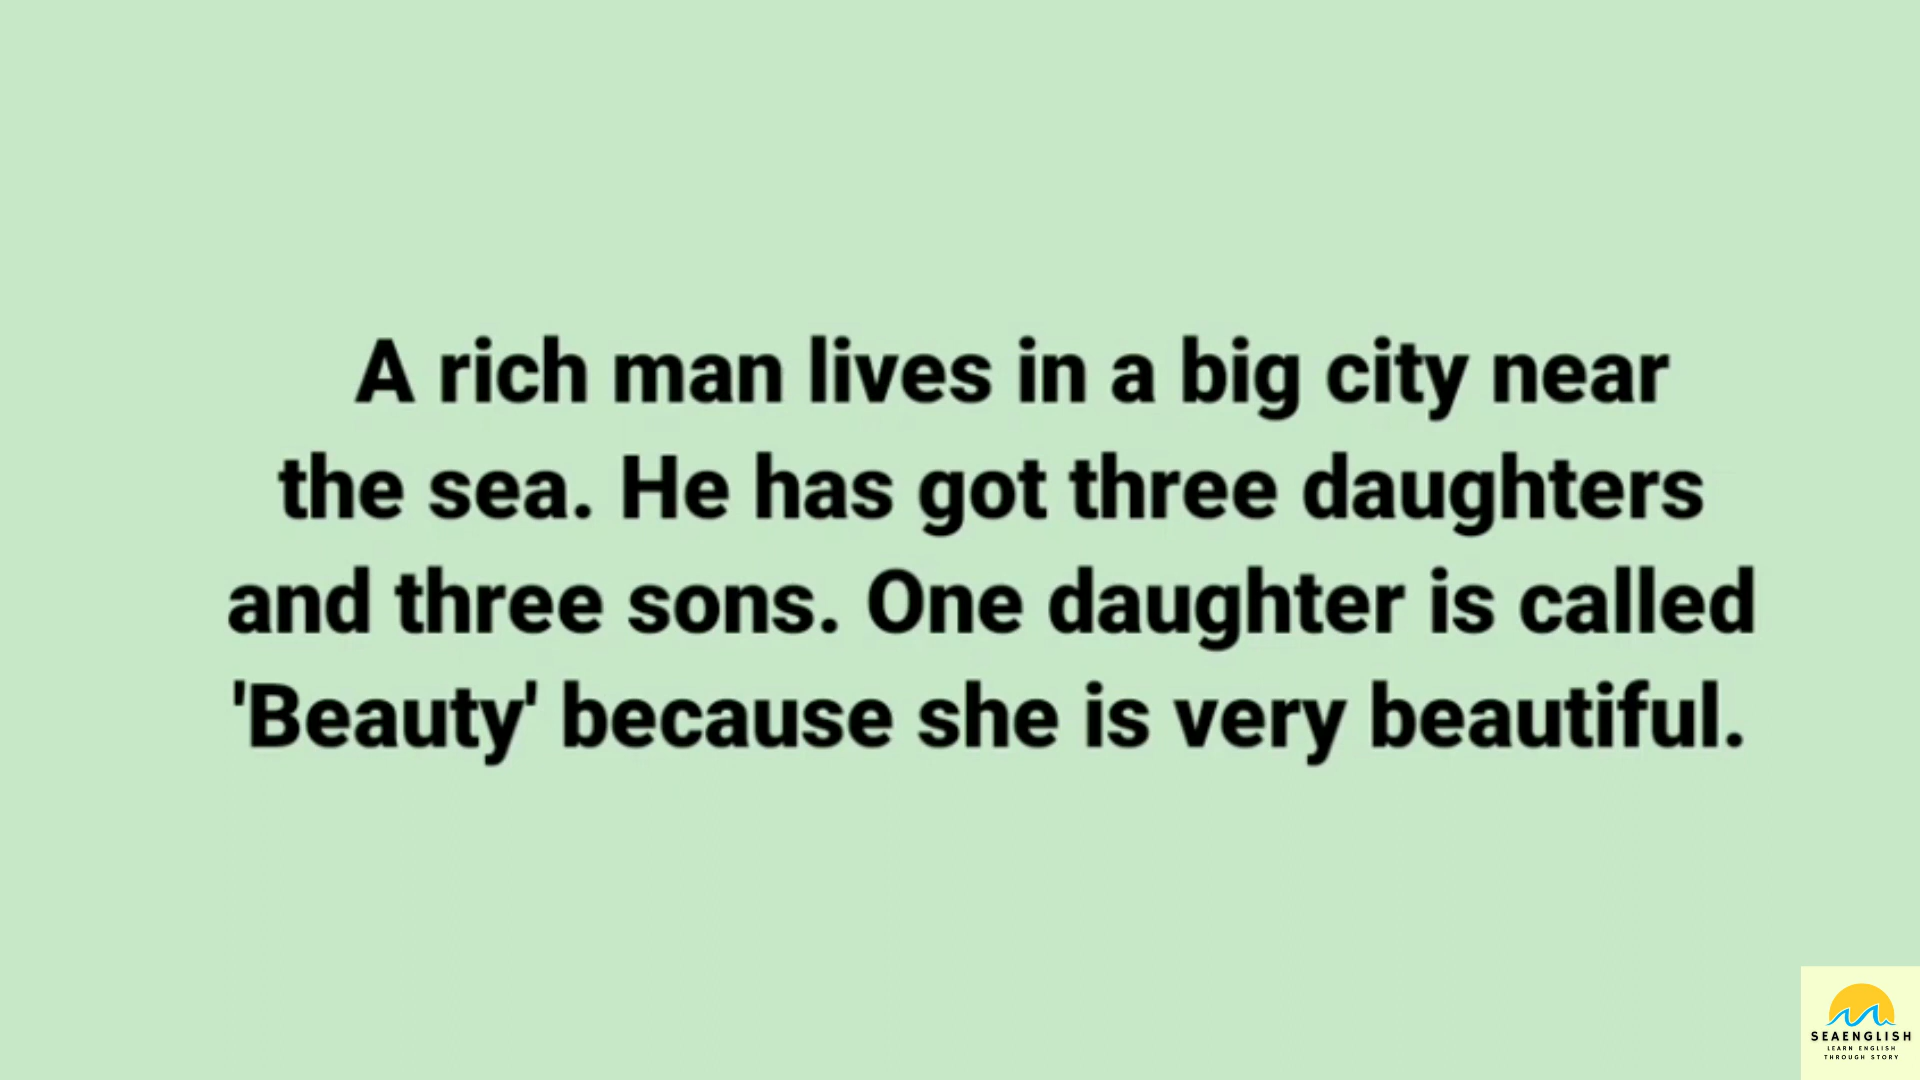 A rich man lives in a big city near
the sea. He has got three daughters
and three sons. One daughter is called
'Beauty' because she is very beautiful.
SEAENGLISH
LEARN ENGLISH
THROUGH STORY